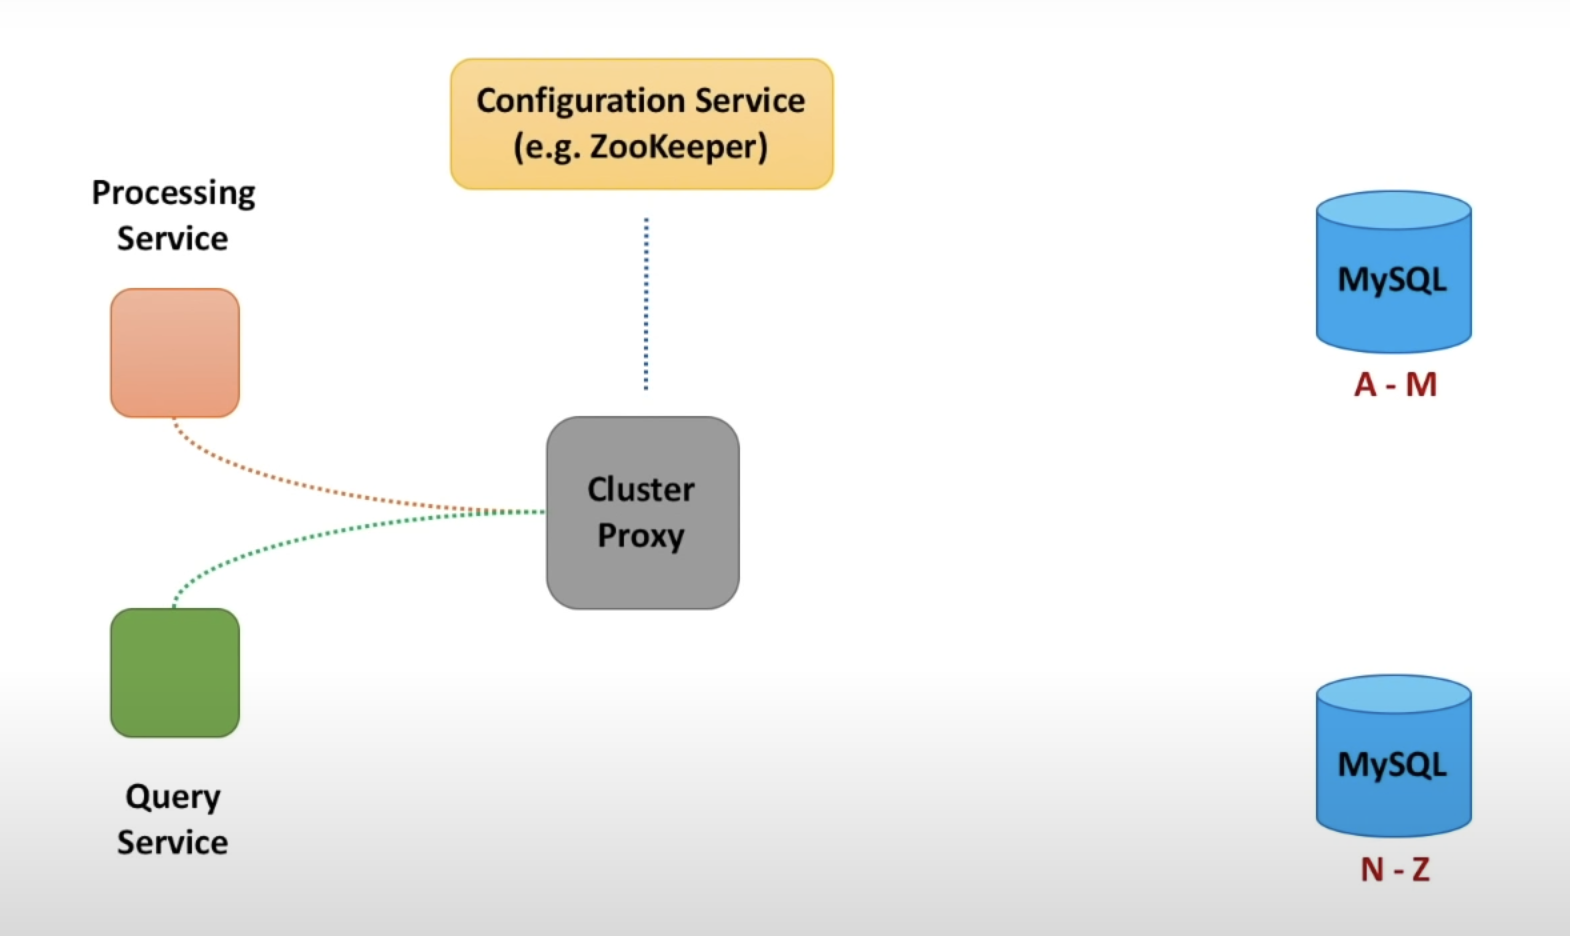 Configuration Service
(e.g. ZooKeeper)
Processing
Service
MySQL
A - M
Cluster
Proxy
MySQL
Query
Service
N - Z